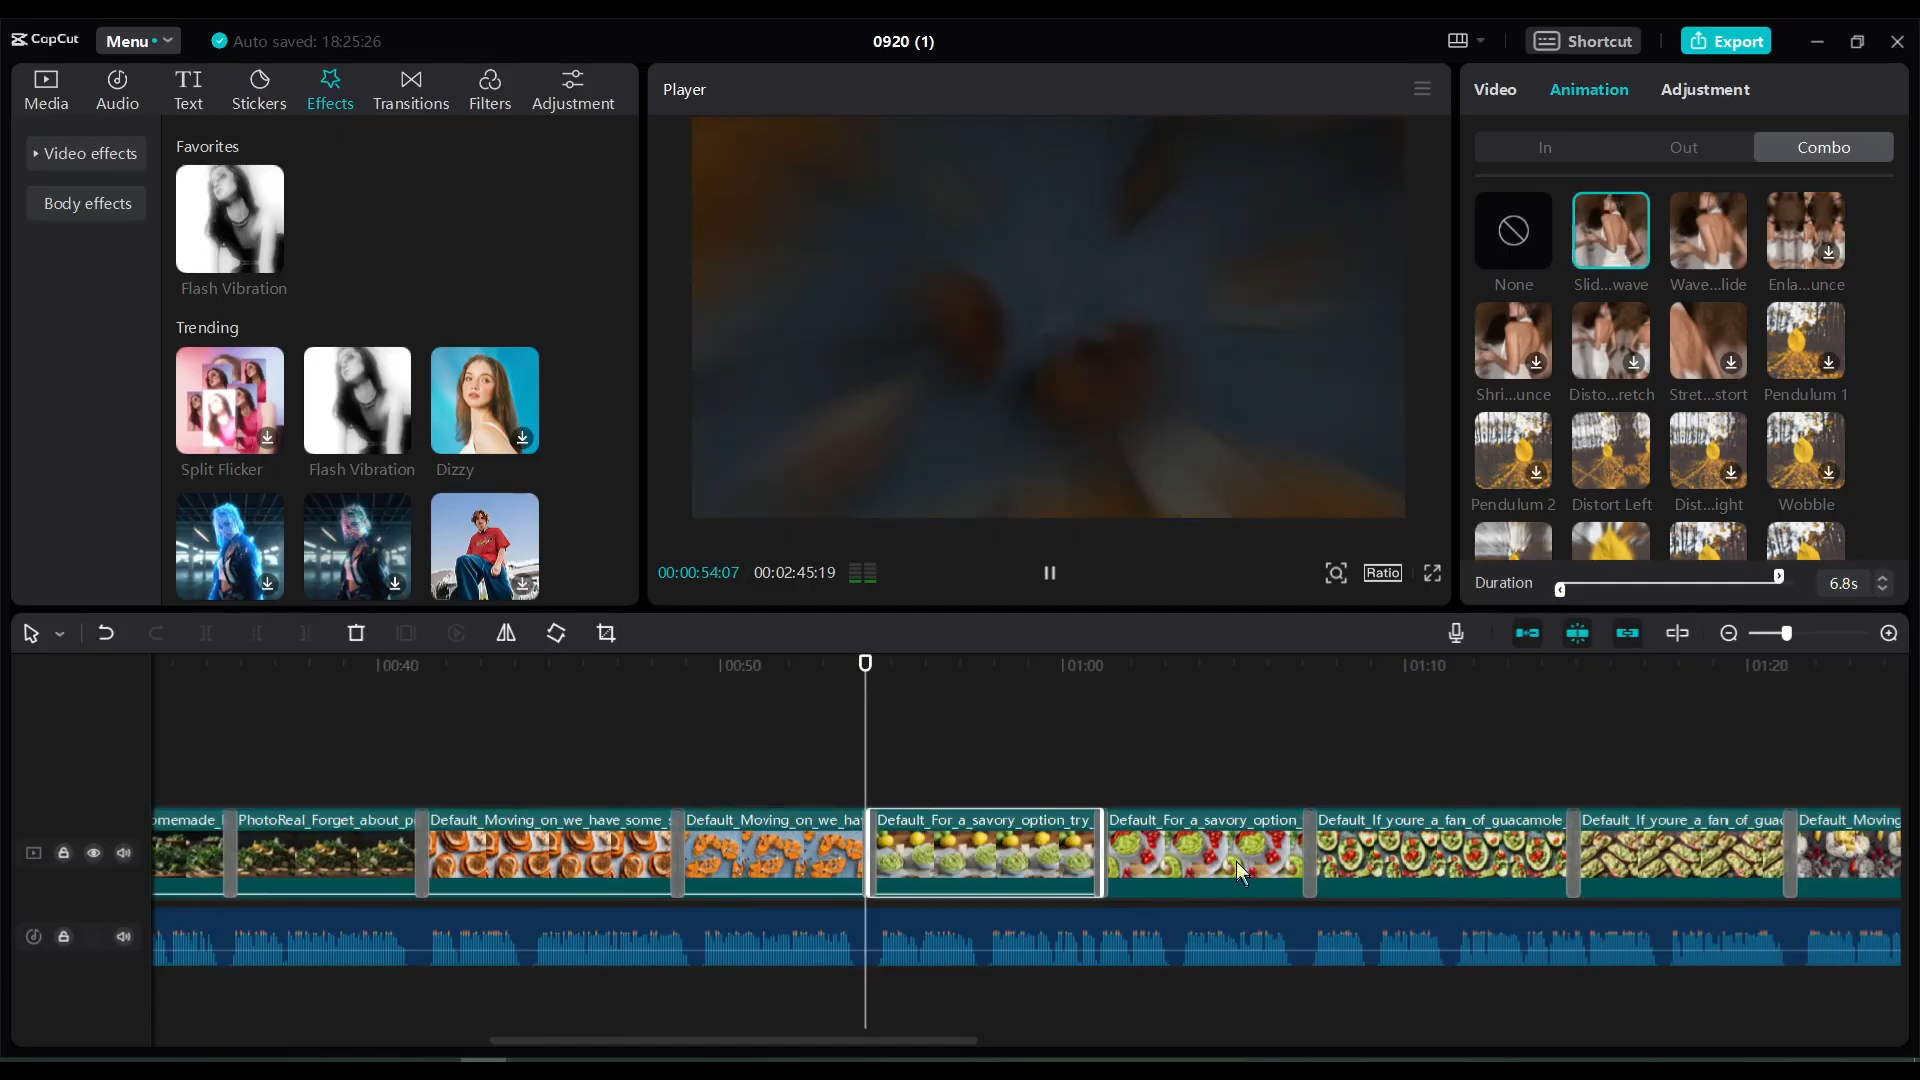 CapCut Menu Auto saved: 18:25:26 0920 (1) Shortcut Export
Media Audio Text Stickers Effects Transitions Filters Adjustment
Video effects
Body effects
Favorites
Flash Vibration
Trending
Split Flicker Flash Vibration Dizzy
Player
00:00:54:07 00:02:45:19 Ratio
Video Animation Adjustment
In Out Combo
None Slid...wave Wave...lide Enla...unce
Shri...unce Disto...retch Stret...stort Pendulum 1
Pendulum 2 Distort Left Dist...ight Wobble
Duration 6.8s
00:40 00:50 01:00 01:10 01:20
omemade_ PhotoReal_Forget_about_p Default_Moving_on_we_have_some_s Default_Moving_on_we_ha Default_For_a_savory_option_try_ Default_For_a_savory_option_ Default_If_youre_a_fan_of_guacamole_ Default_If_youre_a_fan_of_guac Default_Moving